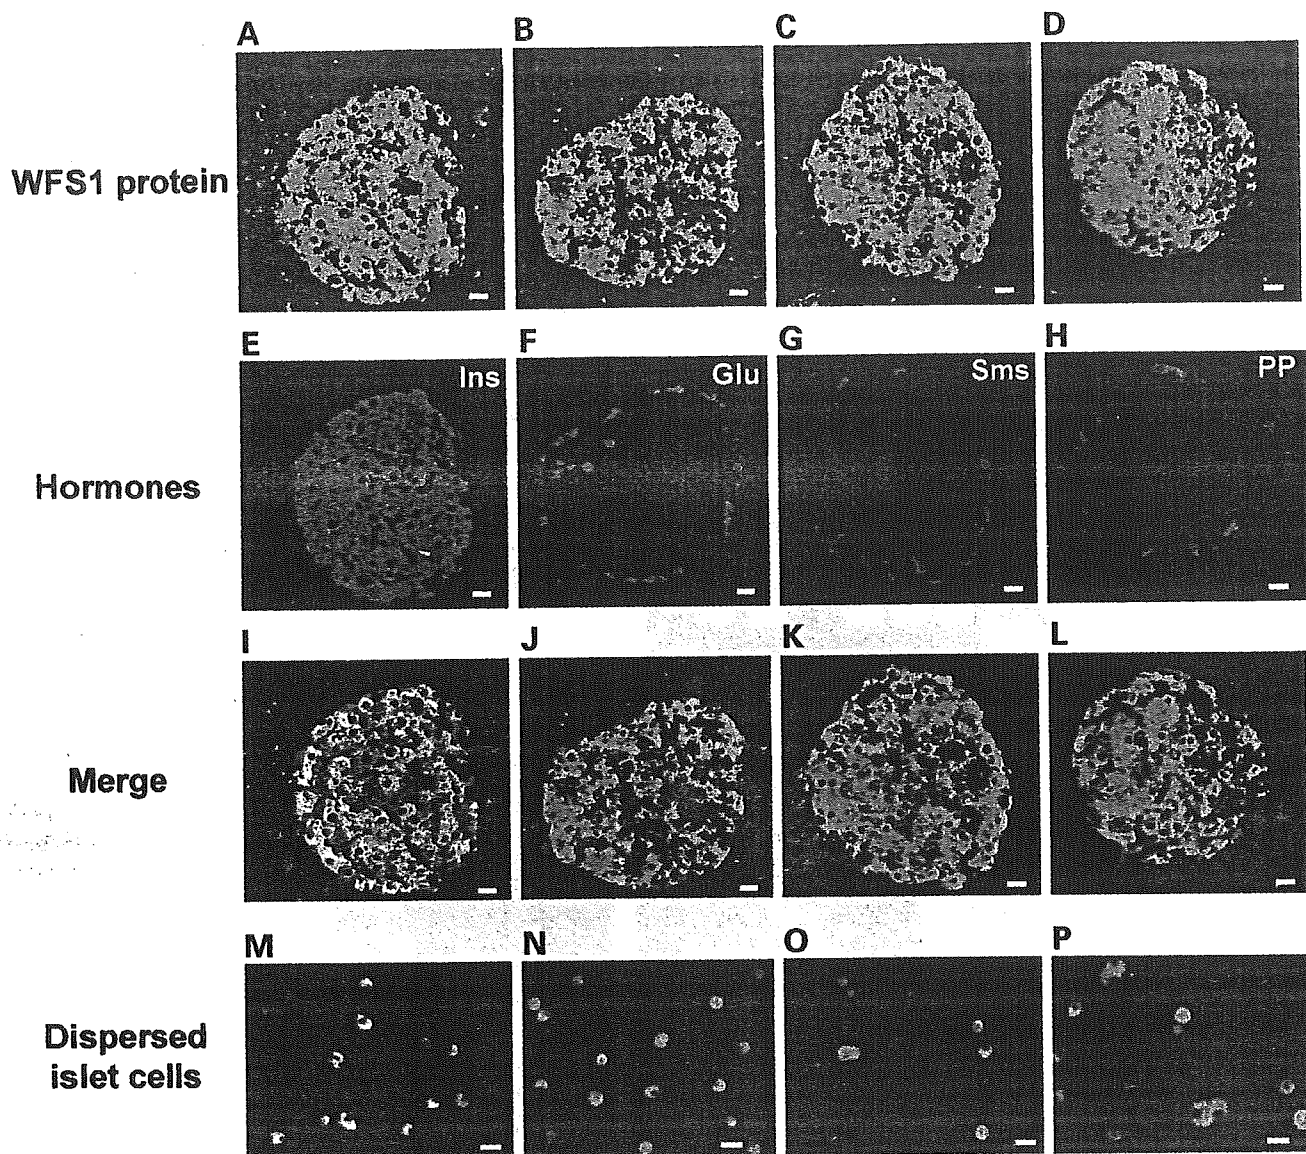 A B C D
WFS1 protein
E F G H
Ins Glu Sms PP
Hormones
I J K L
Merge
M N O P
Dispersed
islet cells